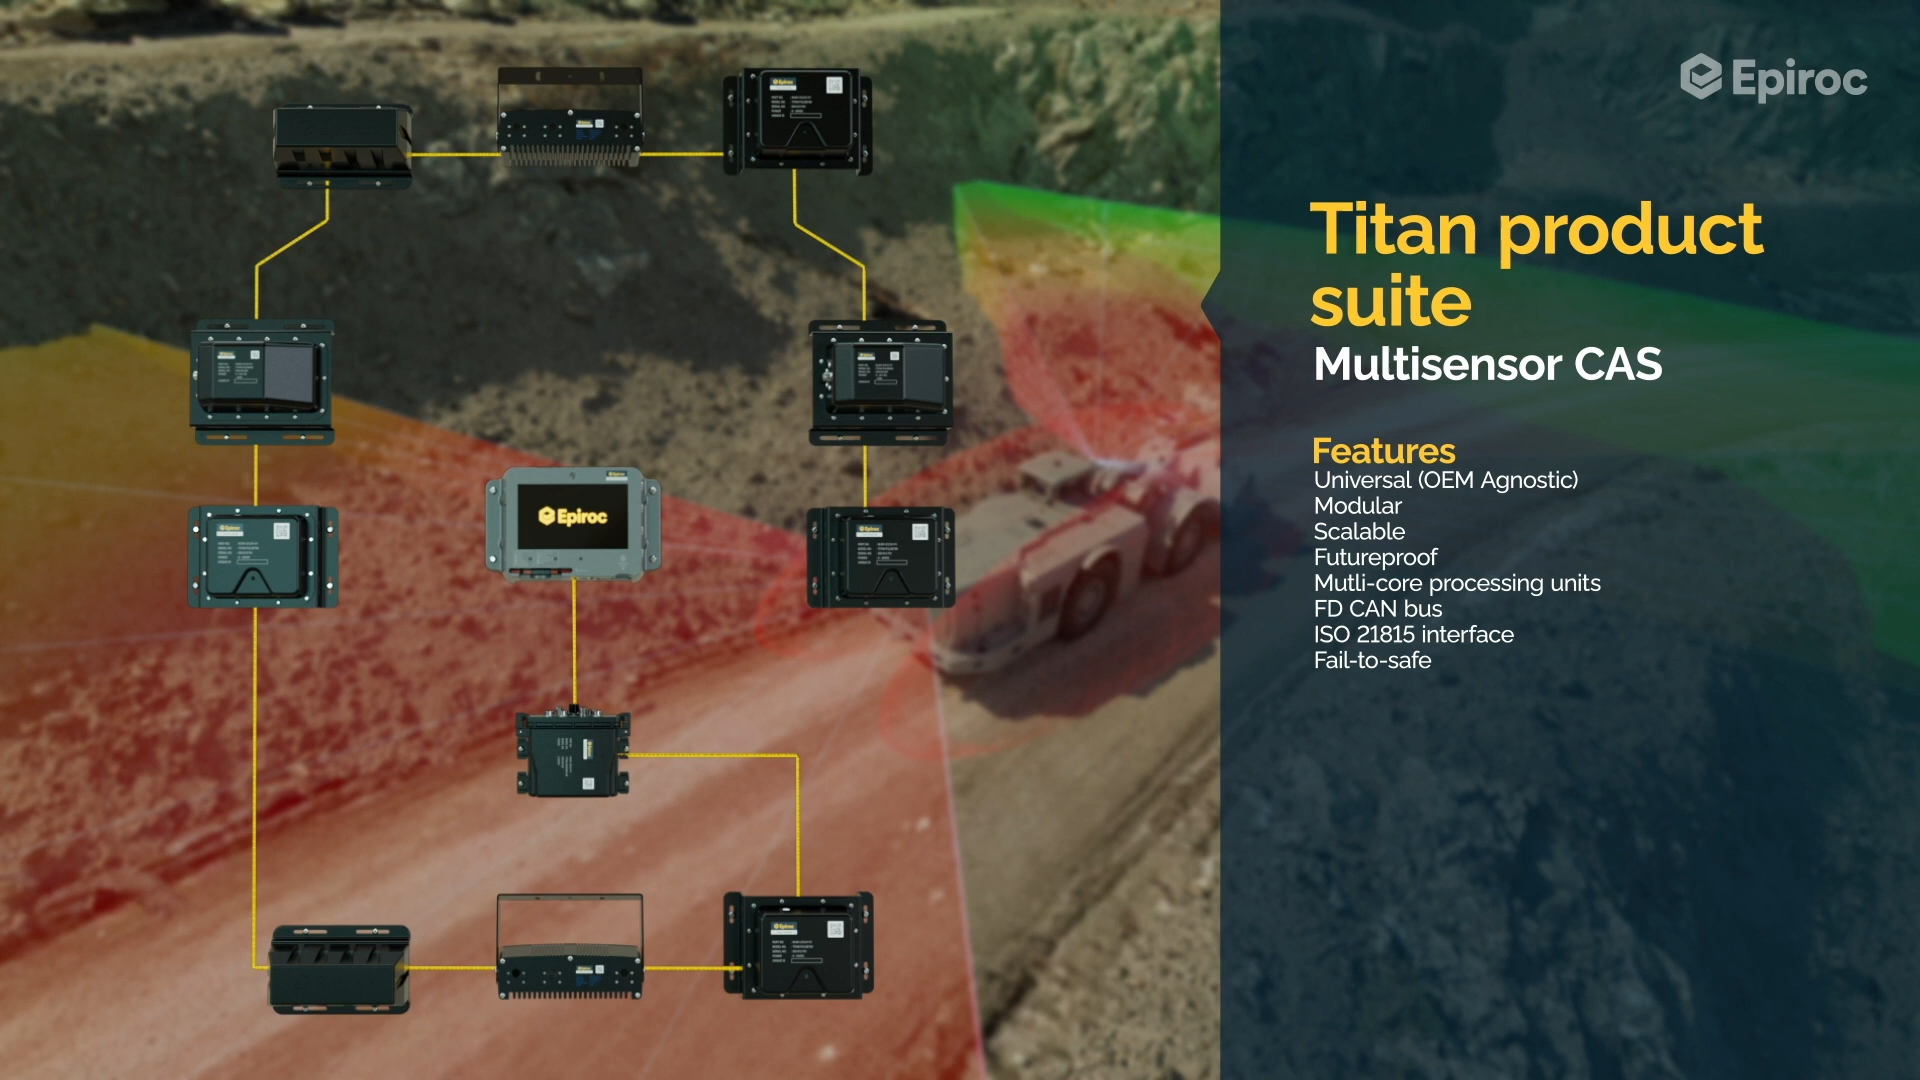 Epiroc
Titan product
suite
Multisensor CAS
Features
Universal (OEM Agnostic)
Modular
Scalable
Futureproof
Mutli-core processing units
FD CAN bus
ISO 21815 interface
Fail-to-safe
Epiroc